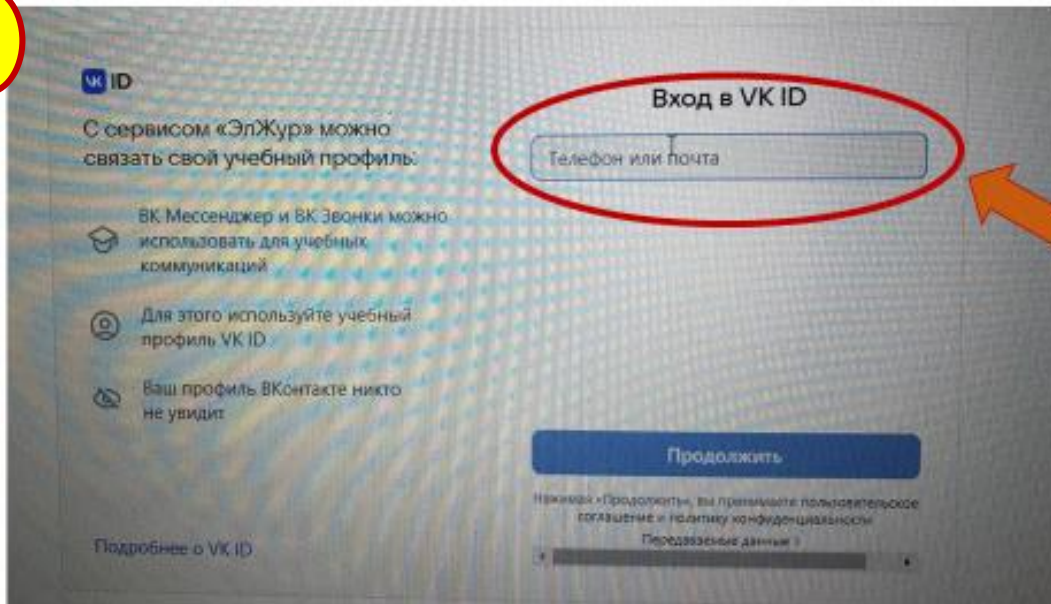 VK ID
С сервисом «ЭлЖур» можно
связать свой учебный профиль:
ВК Мессенджер и ВК Звонки можно
использовать для учебных
коммуникаций
Для этого используйте учебный
профиль VK ID
Ваш профиль ВКонтакте никто
не увидит
Подробнее о VK ID
Вход в VK ID
Телефон или почта
Продолжить
Нажимая «Продолжить», вы принимаете пользовательское
соглашение и политику конфиденциальности
Передаваемые данные